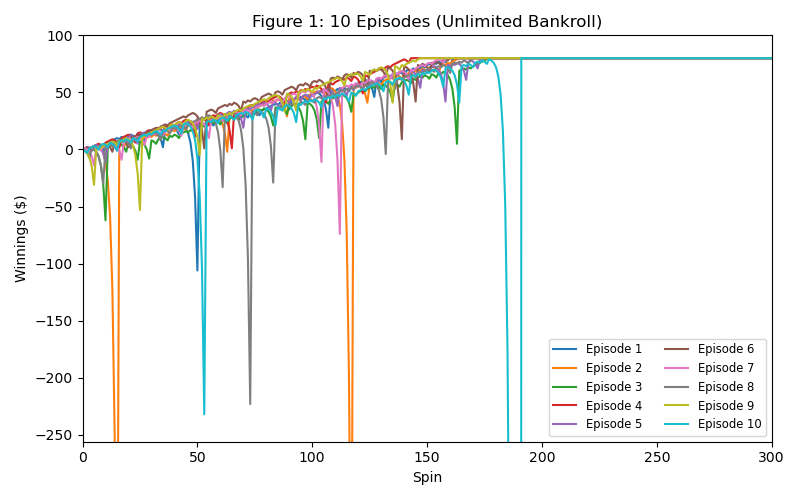 Figure 1: 10 Episodes (Unlimited Bankroll)
Winnings ($)
100
50
0
−50
−100
−150
−200
−250
0
50
100
150
200
250
300
Spin
Episode 1
Episode 2
Episode 3
Episode 4
Episode 5
Episode 6
Episode 7
Episode 8
Episode 9
Episode 10